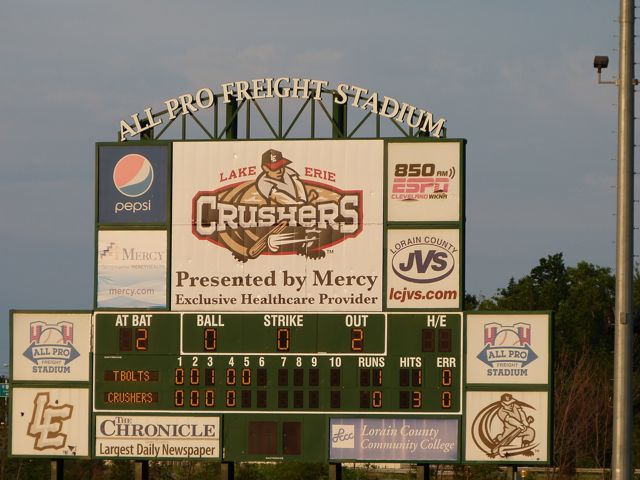 ALL PRO FREIGHT STADIUM
pepsi
LAKE ERIE
CRUSHERS
TM
Presented by Mercy
Exclusive Healthcare Provider
850 AM
ESPN
CLEVELAND WKNR
MERCY
mercy.com
LORAIN COUNTY
JVS
lcjvs.com
AT BAT BALL STRIKE OUT H/E
2 0 0 2
1 2 3 4 5 6 7 8 9 10 RUNS HITS ERR
TBOLTS 0 0 1 0 0 1 1 0
CRUSHERS 0 0 0 0 0 3 0
ALL PRO
FREIGHT
STADIUM
ALL PRO
FREIGHT
STADIUM
LE
THE
CHRONICLE
Largest Daily Newspaper
lccc
Lorain County
Community College